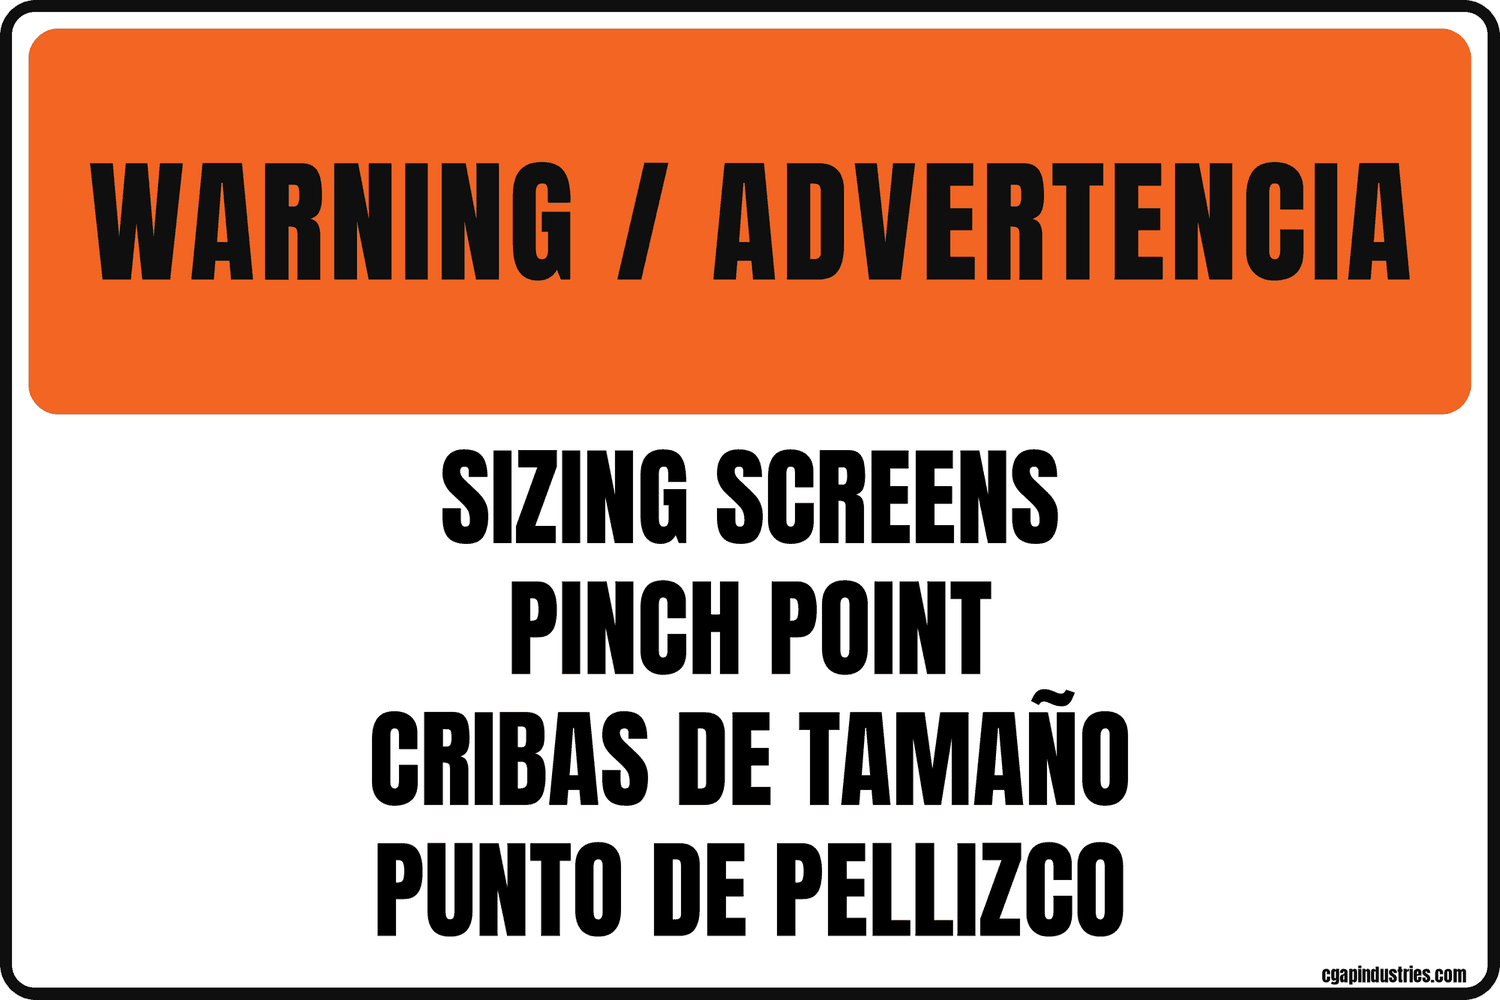 WARNING / ADVERTENCIA
SIZING SCREENS
PINCH POINT
CRIBAS DE TAMAÑO
PUNTO DE PELLIZCO
cgapindustries.com